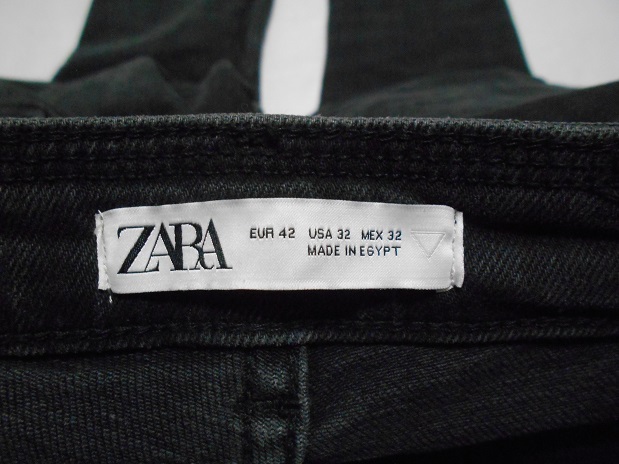 ZARA
EUR 42 USA 32 MEX 32
MADE IN EGYPT